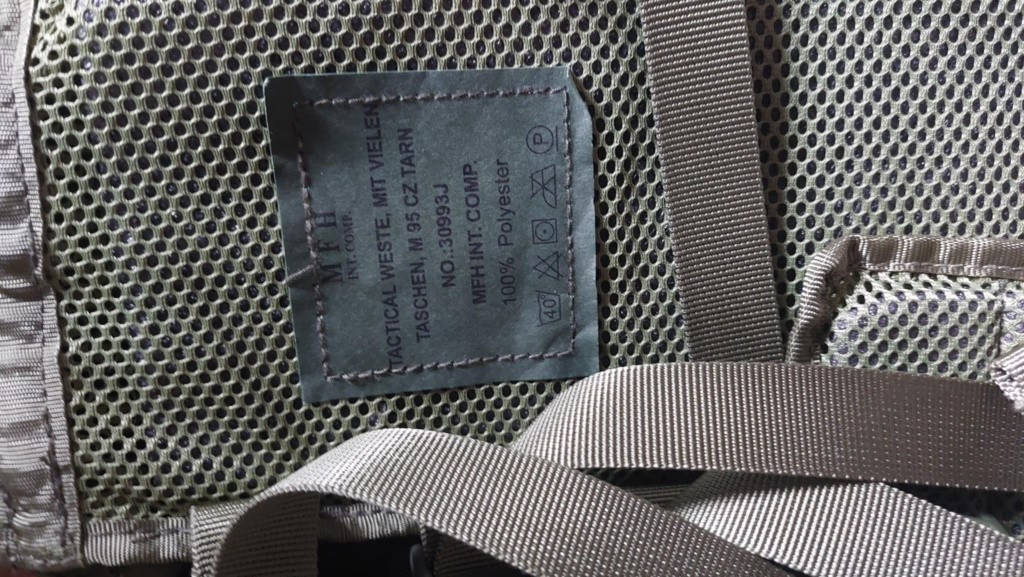 MFH
INT. COMP.
TACTICAL WESTE, MIT VIELEN
TASCHEN, M 95 CZ TARN
NO.:30993J
MFH INT. COMP.
100% Polyester
40° P